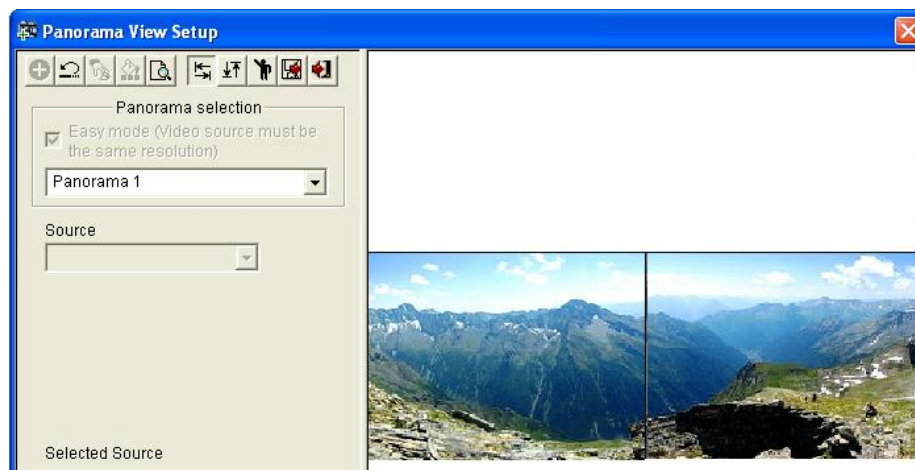 Panorama View Setup
Panorama selection
Easy mode (Video source must be
the same resolution)
Panorama 1
Source
Selected Source